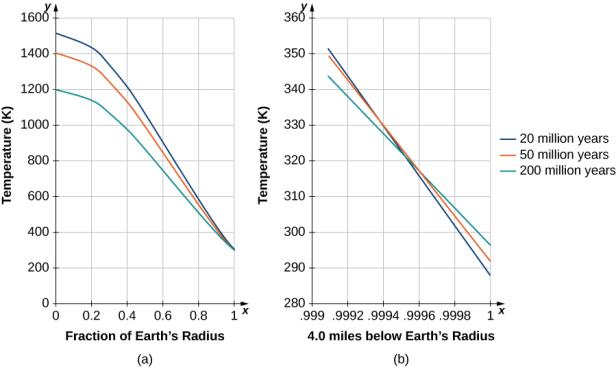 y
1600
1400
1200
1000
800
600
400
200
0
Temperature (K)
0 0.2 0.4 0.6 0.8 1 x
Fraction of Earth's Radius
(a)
y
360
350
340
330
320
310
300
290
280
Temperature (K)
.999 .9992 .9994 .9996 .9998 1 x
4.0 miles below Earth's Radius
(b)
20 million years
50 million years
200 million years